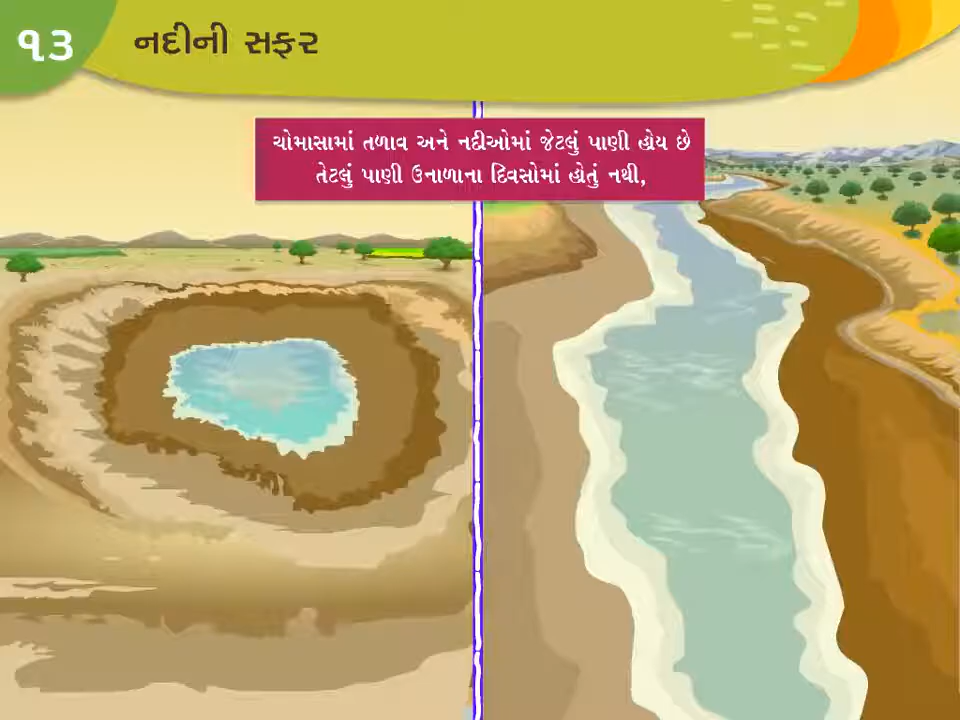 ૧૩
નદીની સફર
ચોમાસામાં તળાવ અને નદીઓમાં જેટલું પાણી હોય છે
તેટલું પાણી ઉનાળાના દિવસોમાં હોતું નથી,